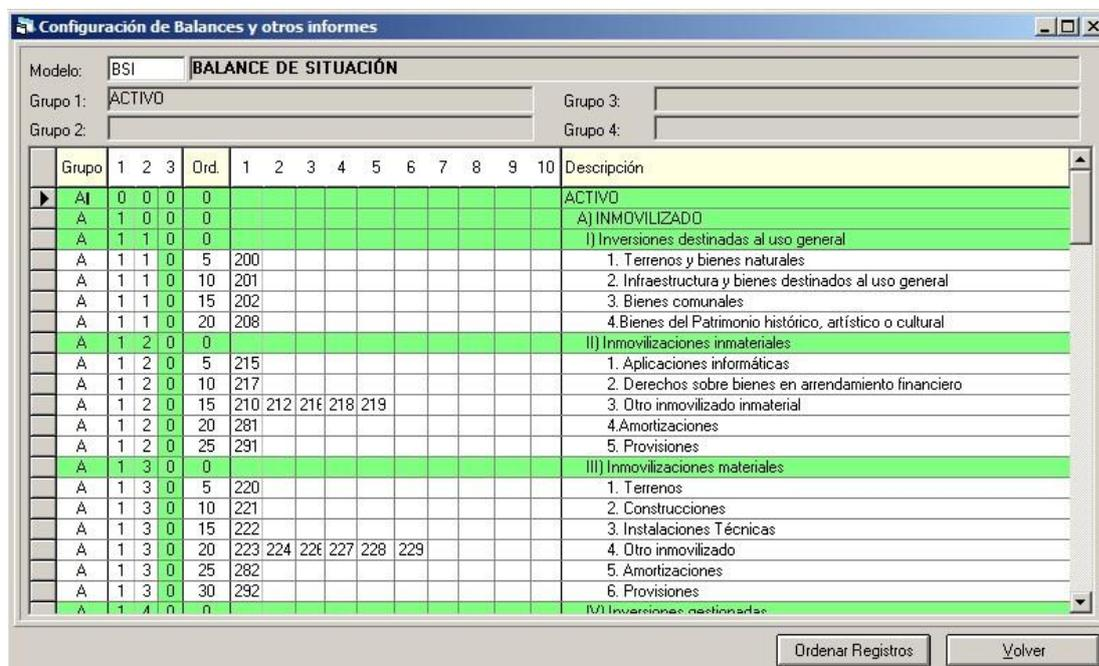 Configuración de Balances y otros informes
Modelo: BSI BALANCE DE SITUACIÓN
Grupo 1: ACTIVO Grupo 3:
Grupo 2: Grupo 4:
Grupo 1 2 3 Ord. 1 2 3 4 5 6 7 8 9 10 Descripción
A 0 0 0 0 ACTIVO
A 1 0 0 0 A) INMOVILIZADO
A 1 1 0 0 I) Inversiones destinadas al uso general
A 1 1 0 5 200 1. Terrenos y bienes naturales
A 1 1 0 10 201 2. Infraestructura y bienes destinados al uso general
A 1 1 0 15 202 3. Bienes comunales
A 1 1 0 20 208 4.Bienes del Patrimonio histórico, artístico o cultural
A 1 2 0 0 II) Inmovilizaciones inmateriales
A 1 2 0 5 215 1. Aplicaciones informáticas
A 1 2 0 10 217 2. Derechos sobre bienes en arrendamiento financiero
A 1 2 0 15 210 212 216 218 219 3. Otro inmovilizado inmaterial
A 1 2 0 20 281 4.Amortizaciones
A 1 2 0 25 291 5. Provisiones
A 1 3 0 0 III) Inmovilizaciones materiales
A 1 3 0 5 220 1. Terrenos
A 1 3 0 10 221 2. Construcciones
A 1 3 0 15 222 3. Instalaciones Técnicas
A 1 3 0 20 223 224 226 227 228 229 4. Otro inmovilizado
A 1 3 0 25 282 5. Amortizaciones
A 1 3 0 30 292 6. Provisiones
A 1 4 0 0 IV) Inversiones gestionadas
Ordenar Registros Volver